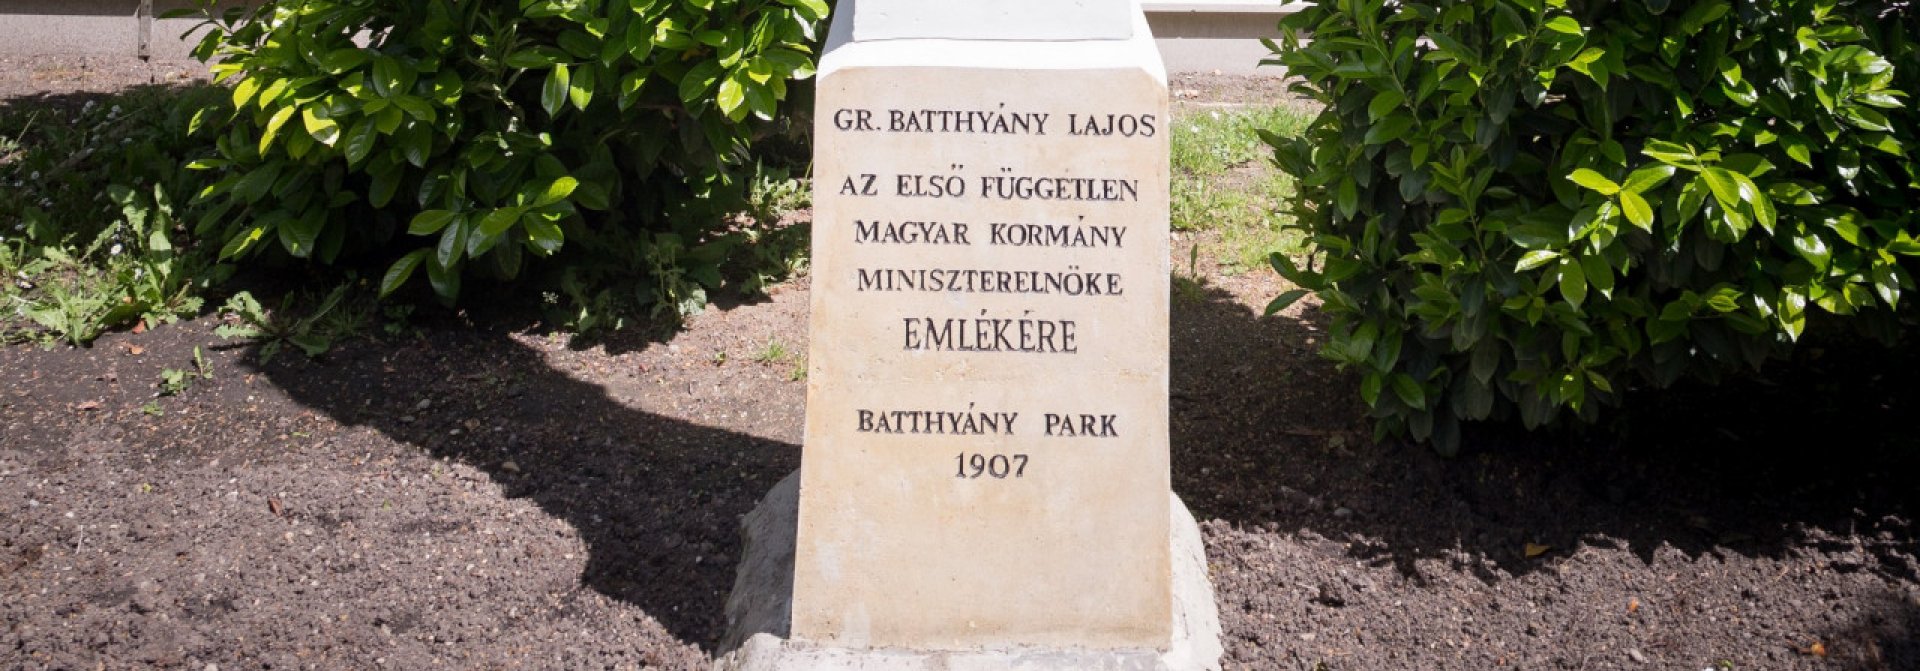 GR. BATTHYÁNY LAJOS
AZ ELSŐ FÜGGETLEN
MAGYAR KORMÁNY
MINISZTERELNÖKE
EMLÉKÉRE
BATTHYÁNY PARK
1907